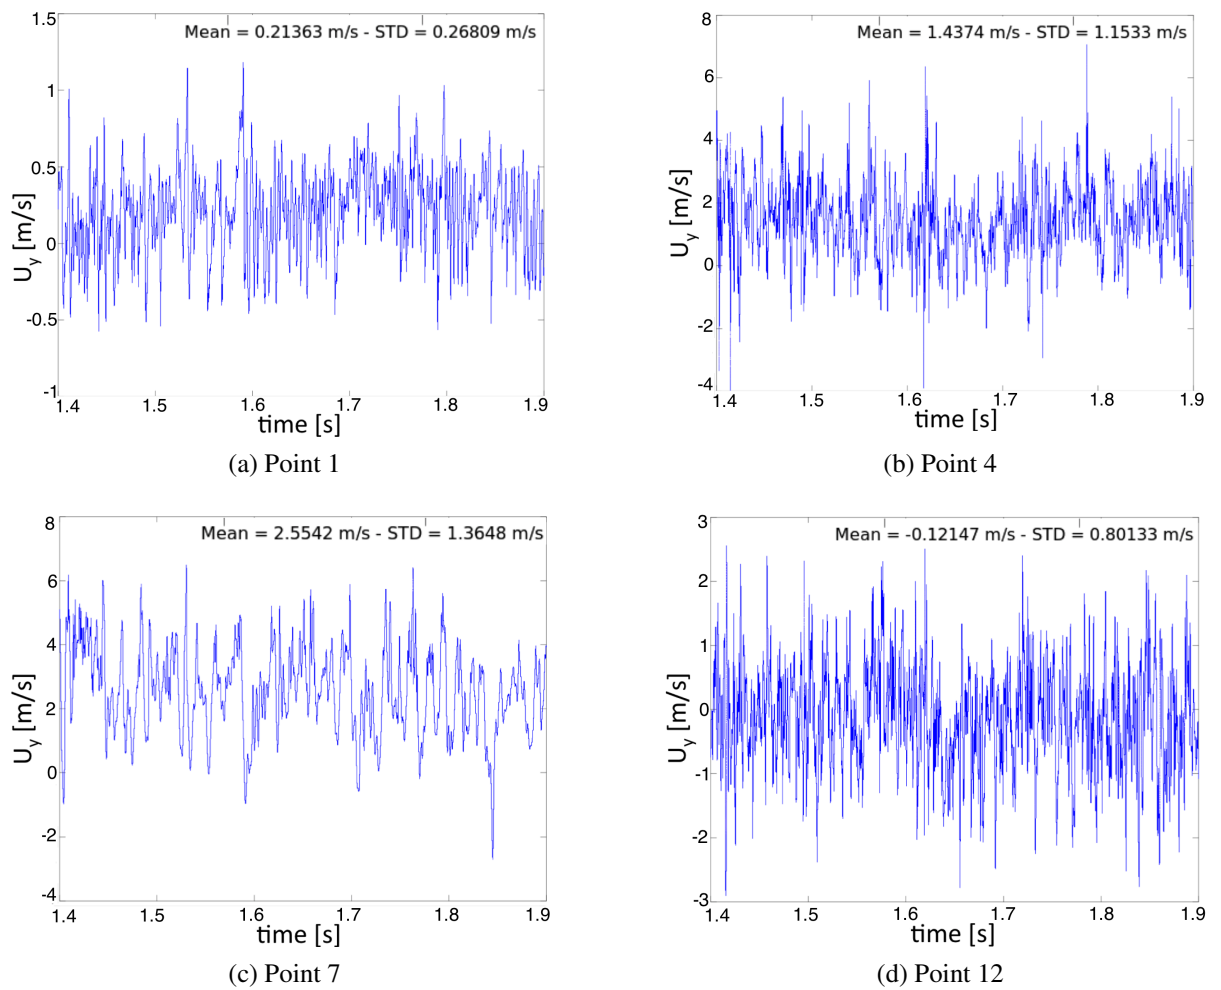 Mean = 0.21363 m/s - STD = 0.26809 m/s
1.5
1
0.5
0
-0.5
-1
U_y [m/s]
1.4 1.5 1.6 1.7 1.8 1.9
time [s]
(a) Point 1
Mean = 1.4374 m/s - STD = 1.1533 m/s
8
6
4
2
0
-2
-4
U_y [m/s]
1.4 1.5 1.6 1.7 1.8 1.9
time [s]
(b) Point 4
Mean = 2.5542 m/s - STD = 1.3648 m/s
8
6
4
2
0
-2
-4
U_y [m/s]
1.4 1.5 1.6 1.7 1.8 1.9
time [s]
(c) Point 7
Mean = -0.12147 m/s - STD = 0.80133 m/s
3
2
1
0
-1
-2
-3
U_y [m/s]
1.4 1.5 1.6 1.7 1.8 1.9
time [s]
(d) Point 12